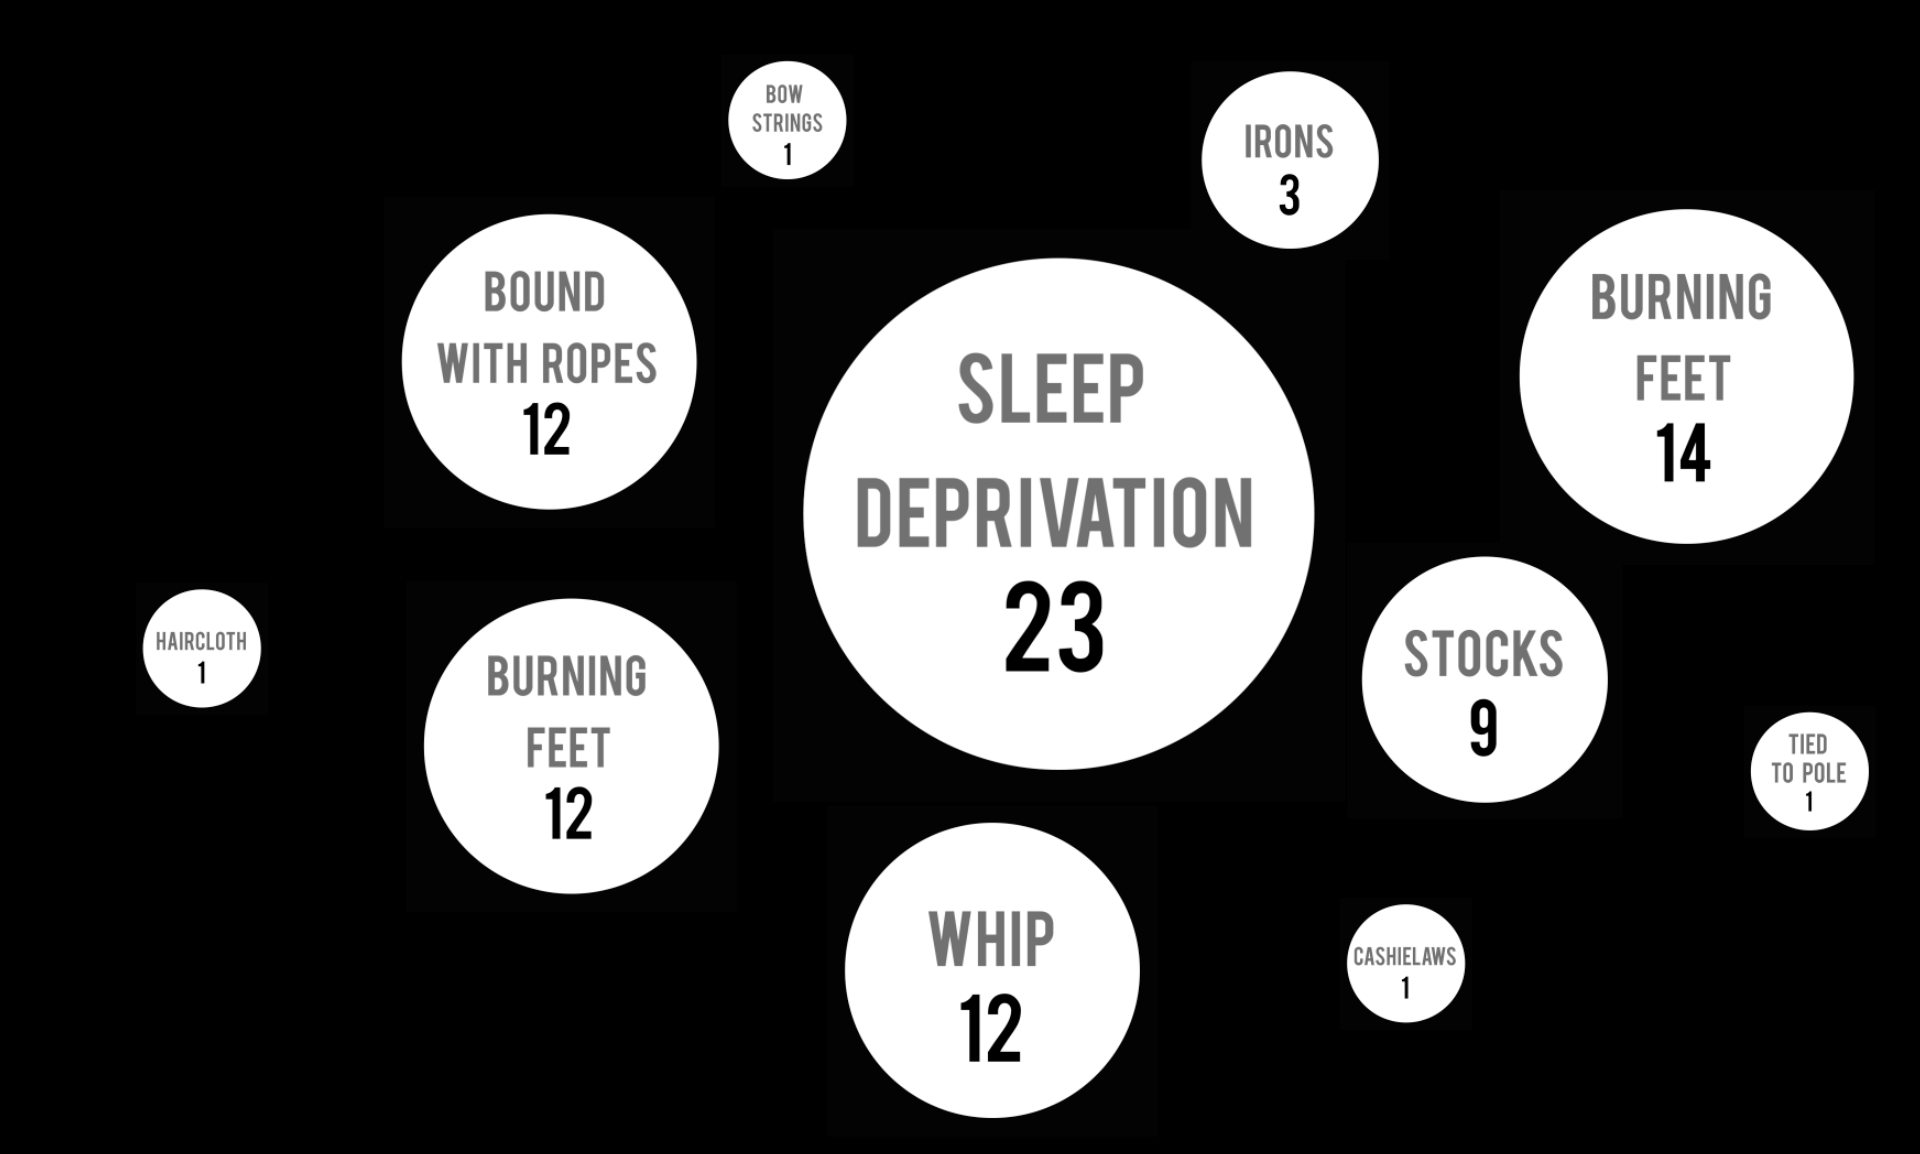 BOW
STRINGS
1
IRONS
3
BOUND
WITH ROPES
12
SLEEP
DEPRIVATION
23
BURNING
FEET
14
HAIRCLOTH
1
BURNING
FEET
12
STOCKS
9
TIED
TO POLE
1
WHIP
12
CASHIELAWS
1